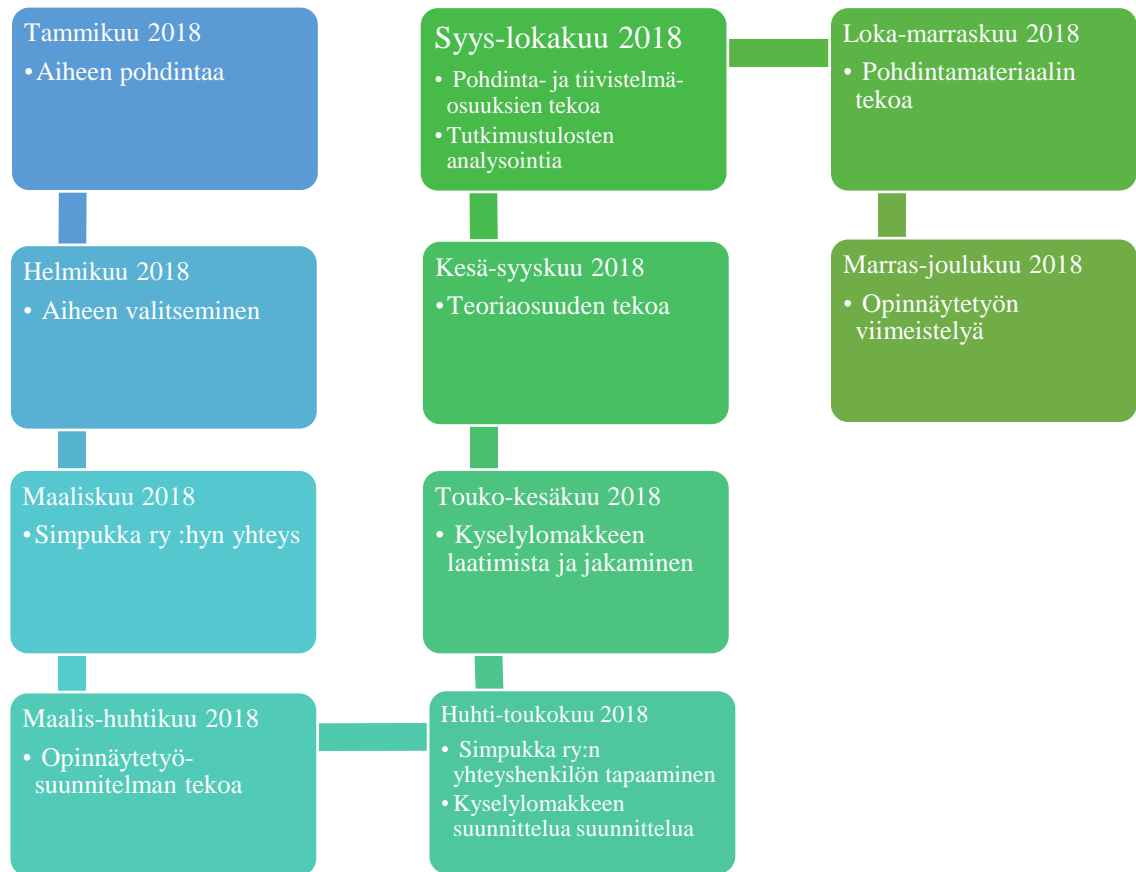 Tammikuu 2018
•Aiheen pohdintaa
Helmikuu 2018
• Aiheen valitseminen
Maaliskuu 2018
•Simpukka ry :hyn yhteys
Maalis-huhtikuu 2018
• Opinnäytetyö-
suunnitelman tekoa
Huhti-toukokuu 2018
• Simpukka ry:n
yhteyshenkilön tapaaminen
•Kyselylomakkeen
suunnittelua suunnittelua
Touko-kesäkuu 2018
• Kyselylomakkeen
laatimista ja jakaminen
Kesä-syyskuu 2018
•Teoriaosuuden tekoa
Syys-lokakuu 2018
• Pohdinta- ja tiivistelmä-
osuuksien tekoa
•Tutkimustulosten
analysointia
Loka-marraskuu 2018
• Pohdintamateriaalin
tekoa
Marras-joulukuu 2018
• Opinnäytetyön
viimeistelyä